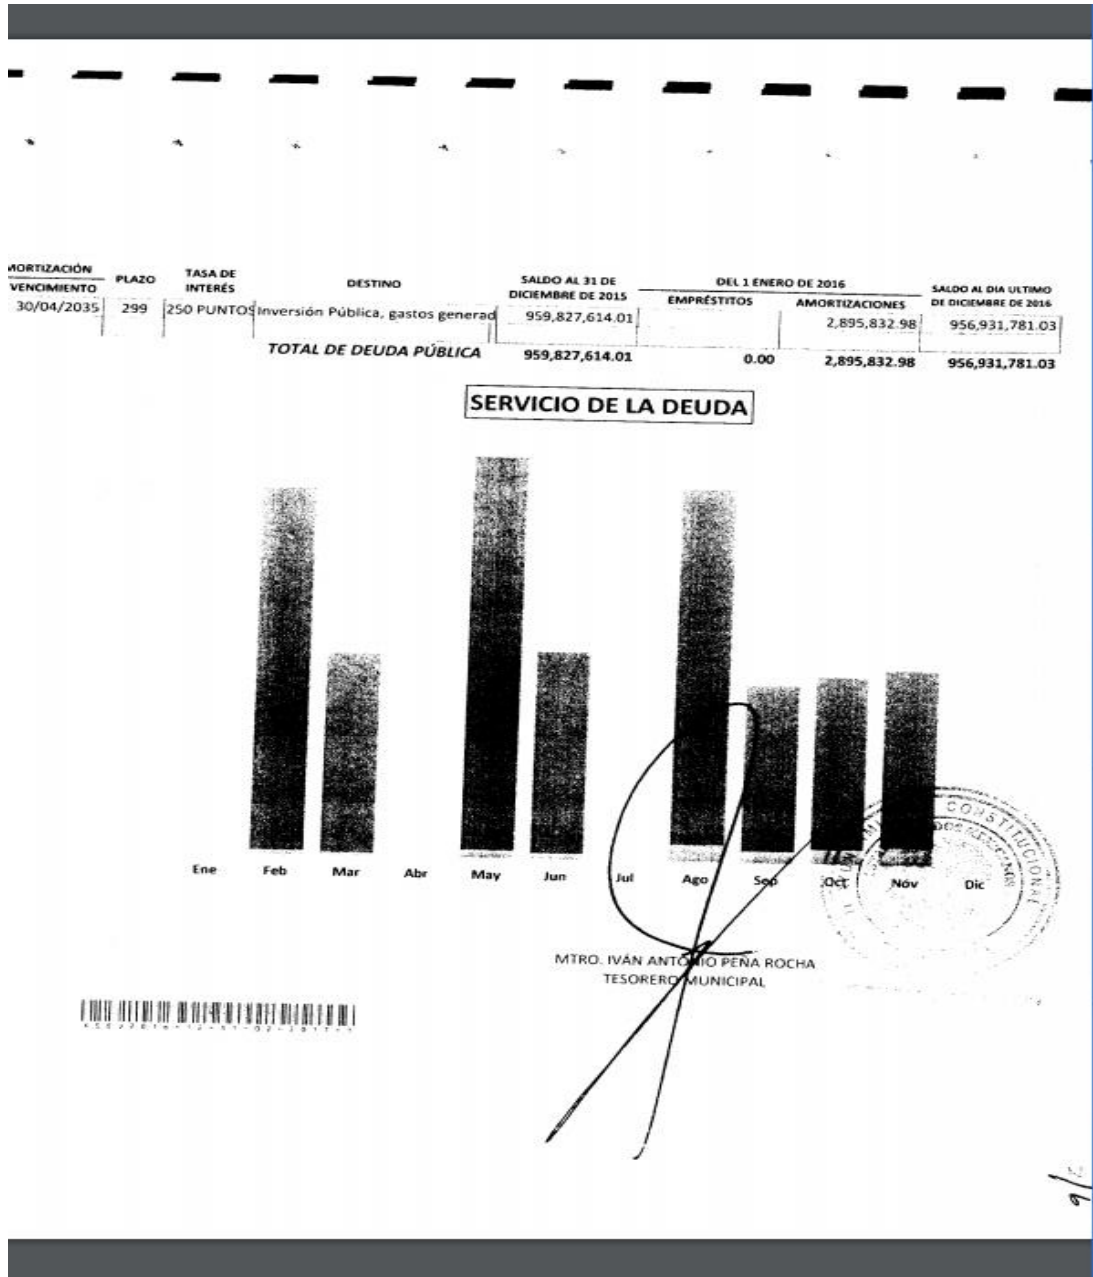 MORTIZACIÓN
VENCIMIENTO
PLAZO
TASA DE
INTERÉS
DESTINO
SALDO AL 31 DE
DICIEMBRE DE 2015
DEL 1 ENERO DE 2016
EMPRÉSTITOS
AMORTIZACIONES
SALDO AL DIA ULTIMO
DE DICIEMBRE DE 2016
30/04/2035 299 250 PUNTOS Inversión Pública, gastos generad 959,827,614.01 2,895,832.98 956,931,781.03
TOTAL DE DEUDA PÚBLICA 959,827,614.01 0.00 2,895,832.98 956,931,781.03
SERVICIO DE LA DEUDA
Ene Feb Mar Abr May Jun Jul Ago Sep Oct Nov Dic
CONSTITUCIONAL
MTRO. IVÁN ANTONIO PEÑA ROCHA
TESORERO MUNICIPAL